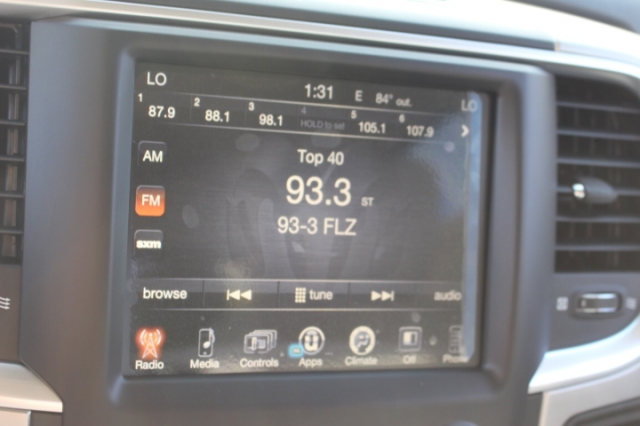 LO 1:31 E 84° out. LO
1 87.9 2 88.1 3 98.1 4 HOLD to set 5 105.1 6 107.9
AM
Top 40
FM
93.3 ST
93-3 FLZ
sxm
browse tune audio
Radio Media Controls Apps Climate Off